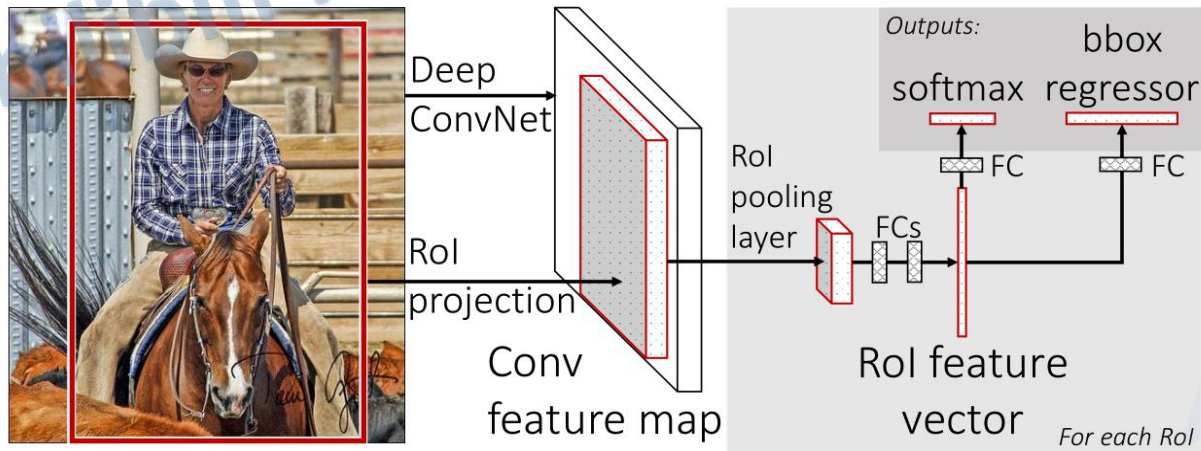 Deep
ConvNet
RoI
projection
Conv
feature map
RoI
pooling
layer
FCs
Outputs:
softmax
bbox
regressor
FC
FC
RoI feature
vector
For each RoI